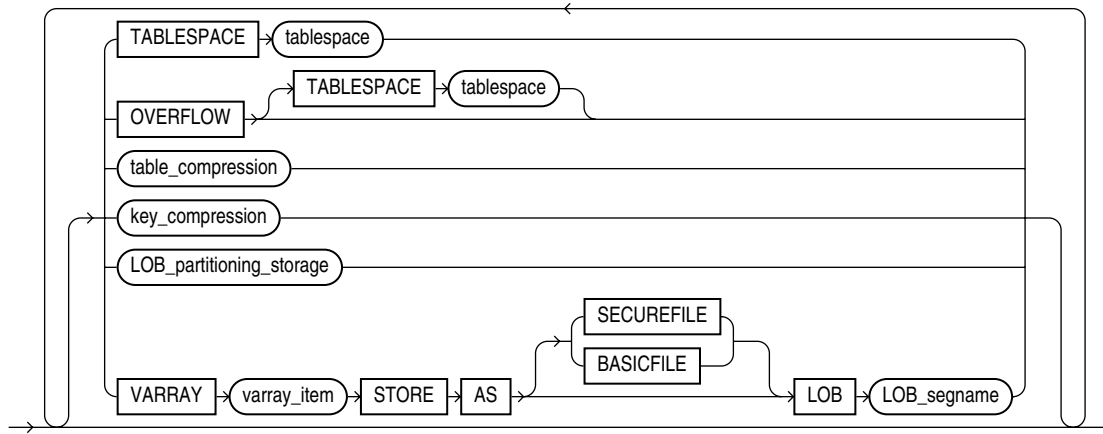 TABLESPACE tablespace
TABLESPACE tablespace
OVERFLOW
table_compression
key_compression
LOB_partitioning_storage
SECUREFILE
BASICFILE
VARRAY varray_item STORE AS LOB LOB_segname